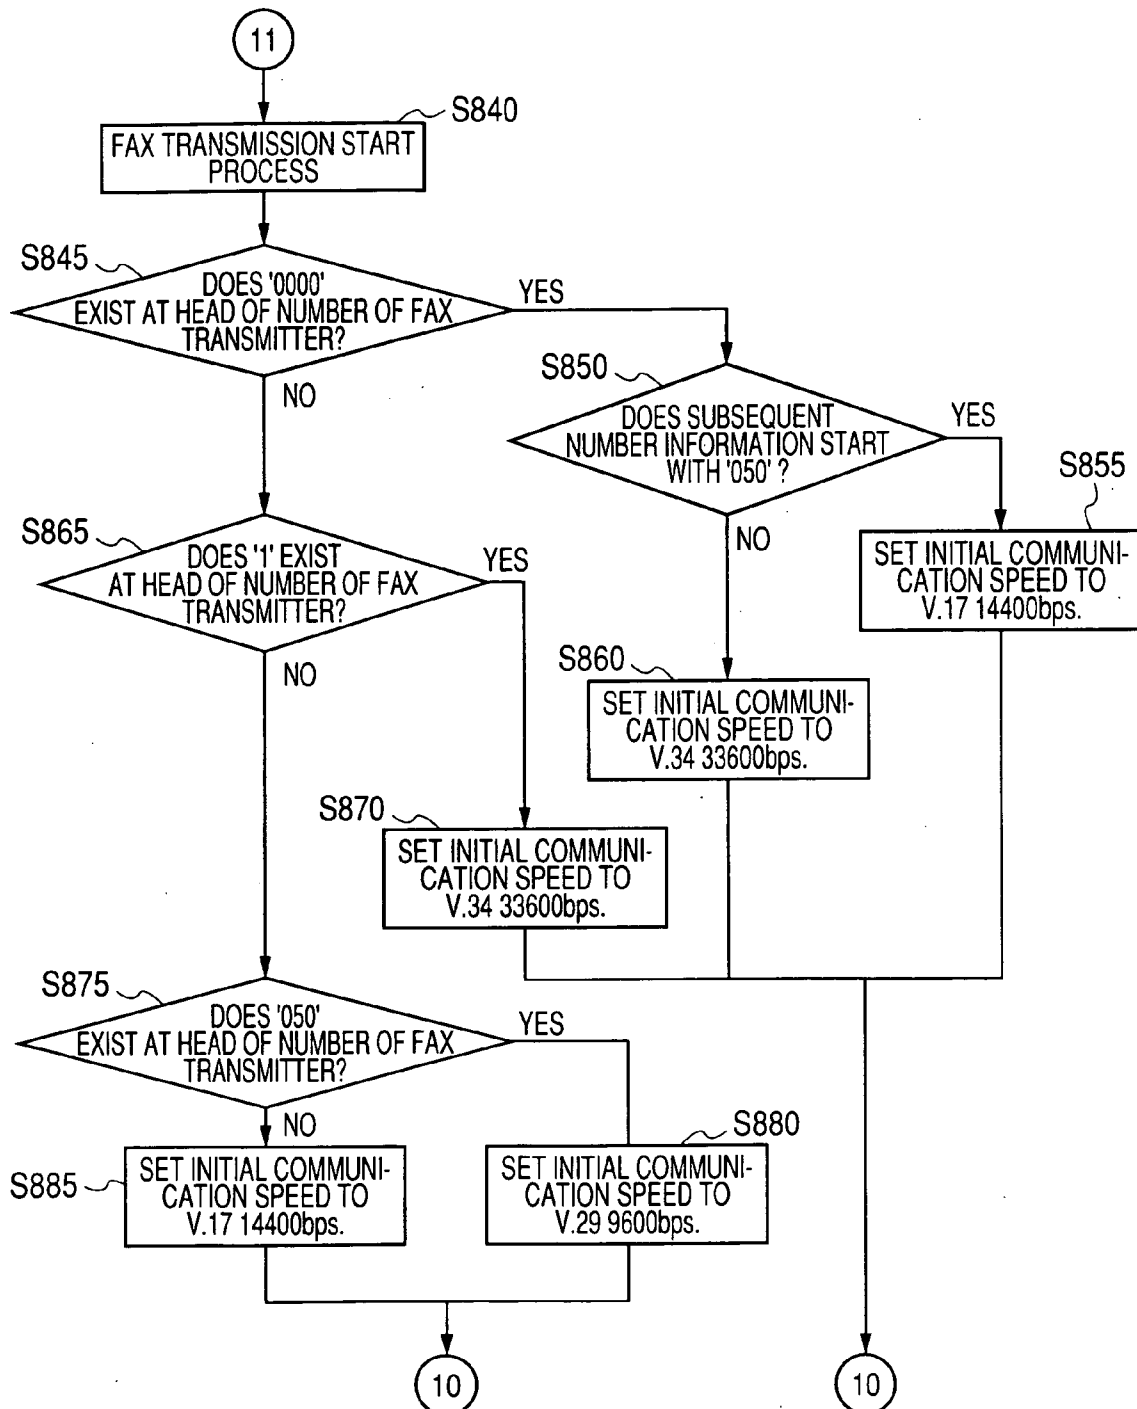 11
S840
FAX TRANSMISSION START
PROCESS
S845
DOES '0000'
EXIST AT HEAD OF NUMBER OF FAX
TRANSMITTER?
YES
NO
S850
DOES SUBSEQUENT
NUMBER INFORMATION START
WITH '050' ?
YES
NO
S855
SET INITIAL COMMUNI-
CATION SPEED TO
V.17 14400bps.
S865
DOES '1' EXIST
AT HEAD OF NUMBER OF FAX
TRANSMITTER?
YES
NO
S860
SET INITIAL COMMUNI-
CATION SPEED TO
V.34 33600bps.
S870
SET INITIAL COMMUNI-
CATION SPEED TO
V.34 33600bps.
S875
DOES '050'
EXIST AT HEAD OF NUMBER OF FAX
TRANSMITTER?
YES
NO
S885
SET INITIAL COMMUNI-
CATION SPEED TO
V.17 14400bps.
S880
SET INITIAL COMMUNI-
CATION SPEED TO
V.29 9600bps.
10
10